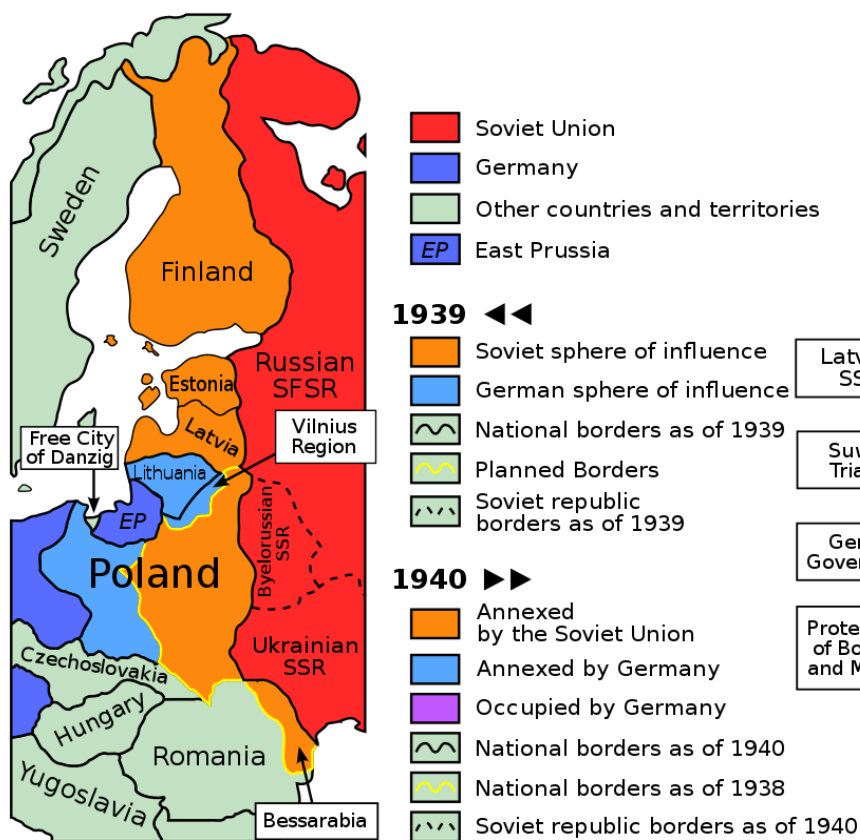 Sweden
Finland
Estonia
Latvia
Lithuania
Russian
SFSR
Vilnius
Region
Free City
of Danzig
EP
Poland
Byelorussian
SSR
Ukrainian
SSR
Czechoslovakia
Hungary
Romania
Yugoslavia
Bessarabia
Soviet Union
Germany
Other countries and territories
EP East Prussia
1939 ◄◄
Soviet sphere of influence
German sphere of influence
National borders as of 1939
Planned Borders
Soviet republic
borders as of 1939
1940 ►►
Annexed
by the Soviet Union
Annexed by Germany
Occupied by Germany
National borders as of 1940
National borders as of 1938
Soviet republic borders as of 1940
SS
of Bo